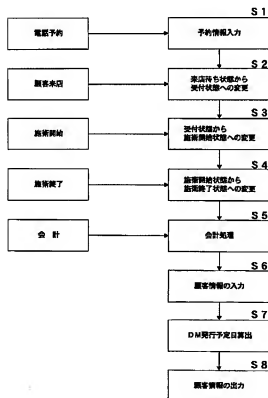 S1
電話予約
予約情報入力
S2
顧客来店
来店待ち状態から
受付状態への変更
S3
施術開始
受付状態から
施術開始状態への変更
S4
施術終了
施術開始状態から
施術終了状態への変更
S5
会 計
会計処理
S6
顧客情報の入力
S7
DM発行予定日算出
S8
顧客情報の出力